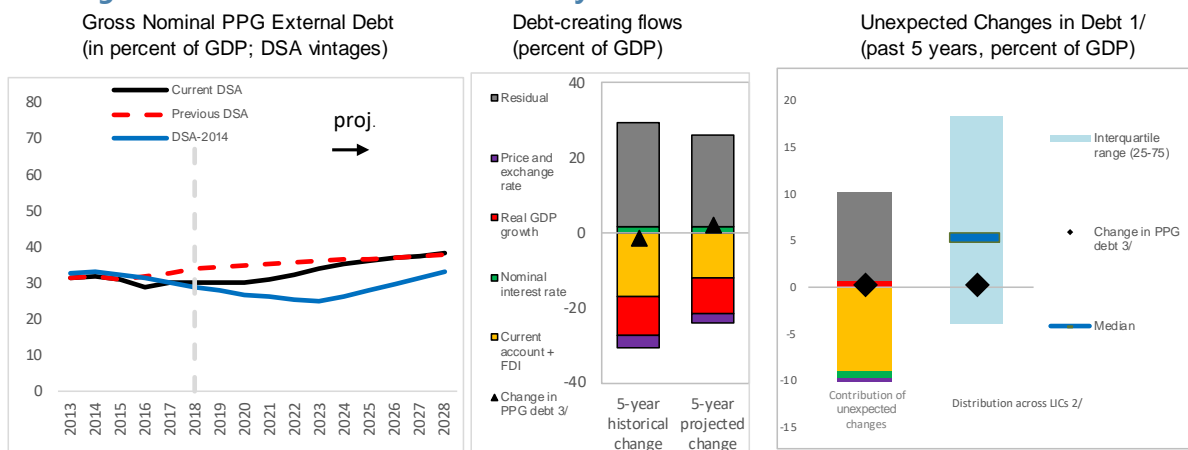 Gross Nominal PPG External Debt
(in percent of GDP; DSA vintages)
Current DSA
Previous DSA
DSA-2014
proj.
80
70
60
50
40
30
20
10
0
2013
2014
2015
2016
2017
2018
2019
2020
2021
2022
2023
2024
2025
2026
2027
2028
Debt-creating flows
(percent of GDP)
Residual
Price and
exchange
rate
Real GDP
growth
Nominal
interest rate
Current
account +
FDI
Change in
PPG debt 3/
40
20
0
-20
-40
5-year
historical
change
5-year
projected
change
Unexpected Changes in Debt 1/
(past 5 years, percent of GDP)
20
15
10
5
0
-5
-10
-15
Interquartile
range (25-75)
Change in PPG
debt 3/
Median
Contribution of
unexpected
changes
Distribution across LICs 2/